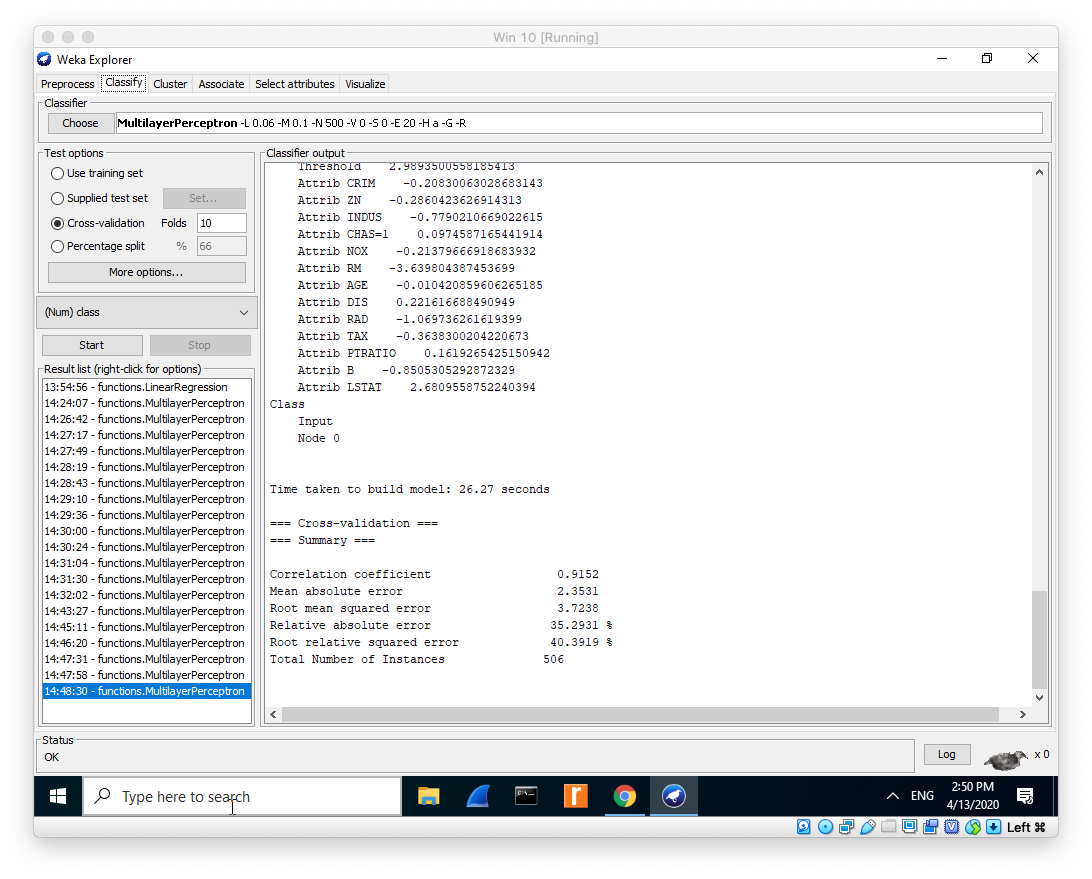 Win 10 [Running]
Weka Explorer
Preprocess Classify Cluster Associate Select attributes Visualize
Classifier
Choose MultilayerPerceptron -L 0.06 -M 0.1 -N 500 -V 0 -S 0 -E 20 -H a -G -R
Test options
Use training set
Supplied test set Set...
Cross-validation Folds 10
Percentage split % 66
More options...
(Num) class
Start Stop
Result list (right-click for options)
13:54:56 - functions.LinearRegression
14:24:07 - functions.MultilayerPerceptron
14:26:42 - functions.MultilayerPerceptron
14:27:17 - functions.MultilayerPerceptron
14:27:49 - functions.MultilayerPerceptron
14:28:19 - functions.MultilayerPerceptron
14:28:43 - functions.MultilayerPerceptron
14:29:10 - functions.MultilayerPerceptron
14:29:36 - functions.MultilayerPerceptron
14:30:00 - functions.MultilayerPerceptron
14:30:24 - functions.MultilayerPerceptron
14:31:04 - functions.MultilayerPerceptron
14:31:30 - functions.MultilayerPerceptron
14:32:02 - functions.MultilayerPerceptron
14:43:27 - functions.MultilayerPerceptron
14:45:11 - functions.MultilayerPerceptron
14:46:20 - functions.MultilayerPerceptron
14:47:31 - functions.MultilayerPerceptron
14:47:58 - functions.MultilayerPerceptron
14:48:30 - functions.MultilayerPerceptron
Classifier output
Threshold 2.9893500558185413
Attrib CRIM -0.20830063028683143
Attrib ZN -0.2860423626914313
Attrib INDUS -0.7790210669022615
Attrib CHAS=1 0.0974587165441914
Attrib NOX -0.21379666918683932
Attrib RM -3.639804387453699
Attrib AGE -0.010420859606265185
Attrib DIS 0.221616688490949
Attrib RAD -1.069736261619399
Attrib TAX -0.3638300204220673
Attrib PTRATIO 0.1619265425150942
Attrib B -0.8505305292872329
Attrib LSTAT 2.6809558752240394
Class
Input
Node 0
Time taken to build model: 26.27 seconds
=== Cross-validation ===
=== Summary ===
Correlation coefficient 0.9152
Mean absolute error 2.3531
Root mean squared error 3.7238
Relative absolute error 35.2931 %
Root relative squared error 40.3919 %
Total Number of Instances 506
Status
OK
Log x 0
Type here to search
ENG
2:50 PM
4/13/2020
Left ⌘